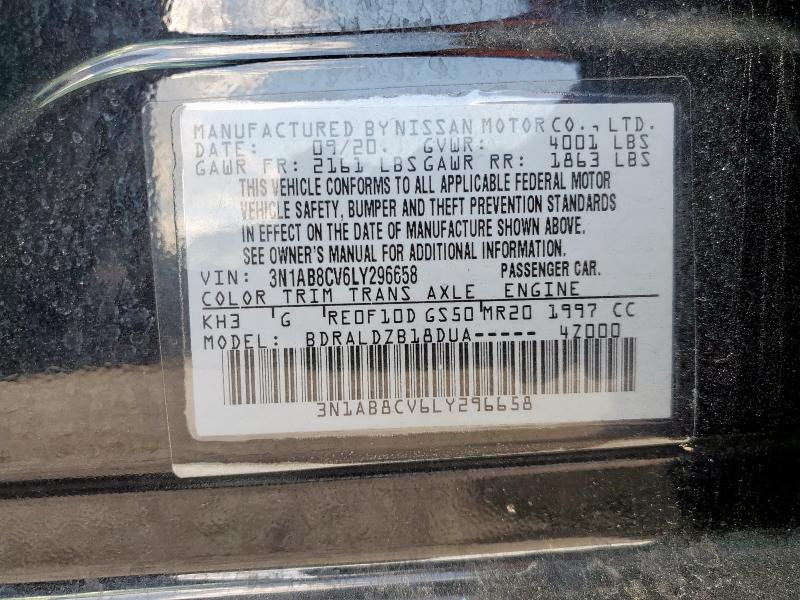 MANUFACTURED BY NISSAN MOTOR CO., LTD.
DATE: 09/20. GVWR: 4001 LBS
GAWR FR: 2161 LBS GAWR RR: 1863 LBS
THIS VEHICLE CONFORMS TO ALL APPLICABLE FEDERAL MOTOR
VEHICLE SAFETY, BUMPER AND THEFT PREVENTION STANDARDS
IN EFFECT ON THE DATE OF MANUFACTURE SHOWN ABOVE.
SEE OWNER'S MANUAL FOR ADDITIONAL INFORMATION.
VIN: 3N1AB8CV6LY296658 PASSENGER CAR.
COLOR TRIM TRANS AXLE ENGINE
KH3 G RE0F10D GS50 MR20 1997 CC
MODEL: BDRALDZB18DUA----- 4Z000
3N1AB8CV6LY296658